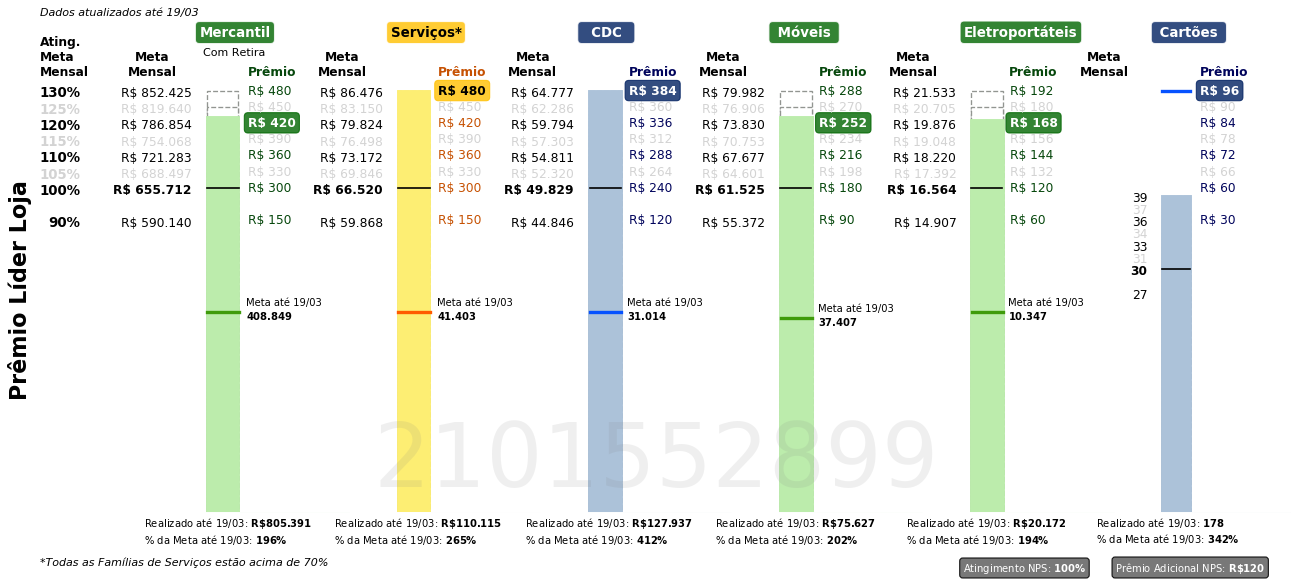 Dados atualizados até 19/03
Mercantil Serviços* CDC Móveis Eletroportáteis Cartões
Com Retira
Ating.
Meta
Mensal
Meta Mensal Prêmio Meta Mensal Prêmio Meta Mensal Prêmio Meta Mensal Prêmio Meta Mensal Prêmio Meta Mensal Prêmio
130% R$ 852.425 R$ 480 R$ 86.476 R$ 480 R$ 64.777 R$ 384 R$ 79.982 R$ 288 R$ 21.533 R$ 192 R$ 96
125% R$ 819.640 R$ 450 R$ 83.150 R$ 450 R$ 62.286 R$ 360 R$ 76.906 R$ 270 R$ 20.705 R$ 180 R$ 90
120% R$ 786.854 R$ 420 R$ 79.824 R$ 420 R$ 59.794 R$ 336 R$ 73.830 R$ 252 R$ 19.876 R$ 168 R$ 84
115% R$ 754.068 R$ 390 R$ 76.498 R$ 390 R$ 57.303 R$ 312 R$ 70.753 R$ 234 R$ 19.048 R$ 156 R$ 78
110% R$ 721.283 R$ 360 R$ 73.172 R$ 360 R$ 54.811 R$ 288 R$ 67.677 R$ 216 R$ 18.220 R$ 144 R$ 72
105% R$ 688.497 R$ 330 R$ 69.846 R$ 330 R$ 52.320 R$ 264 R$ 64.601 R$ 198 R$ 17.392 R$ 132 R$ 66
100% R$ 655.712 R$ 300 R$ 66.520 R$ 300 R$ 49.829 R$ 240 R$ 61.525 R$ 180 R$ 16.564 R$ 120 R$ 60
90% R$ 590.140 R$ 150 R$ 59.868 R$ 150 R$ 44.846 R$ 120 R$ 55.372 R$ 90 R$ 14.907 R$ 60 R$ 30
39
37
36
34
33
31
30
27
Prêmio Líder Loja
Meta até 19/03 Meta até 19/03 Meta até 19/03 Meta até 19/03 Meta até 19/03
408.849 41.403 31.014 37.407 10.347
2101552899
Realizado até 19/03: R$805.391 Realizado até 19/03: R$110.115 Realizado até 19/03: R$127.937 Realizado até 19/03: R$75.627 Realizado até 19/03: R$20.172 Realizado até 19/03: 178
% da Meta até 19/03: 196% % da Meta até 19/03: 265% % da Meta até 19/03: 412% % da Meta até 19/03: 202% % da Meta até 19/03: 194% % da Meta até 19/03: 342%
*Todas as Famílias de Serviços estão acima de 70%
Atingimento NPS: 100% Prêmio Adicional NPS: R$120